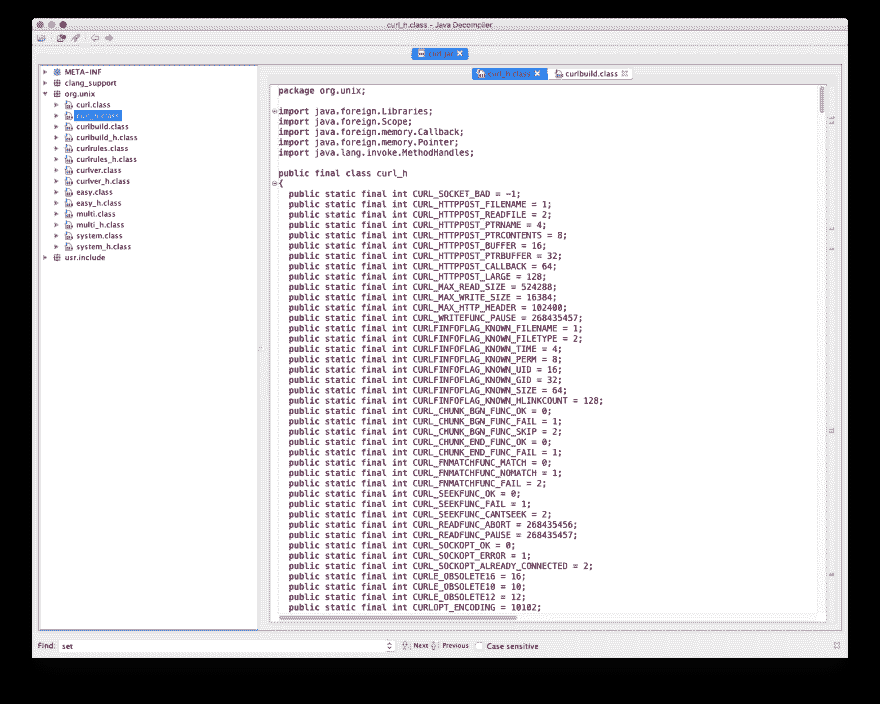 curl_h.class - Java Decompiler
curl.jar
META-INF
clang_support
org.unix
curl.class
curl_h.class
curlbuild.class
curlbuild_h.class
curlrules.class
curlrules_h.class
curlver.class
curlver_h.class
easy.class
easy_h.class
multi.class
multi_h.class
system.class
system_h.class
usr.include
curl_h.class curlbuild.class
package org.unix;
import java.foreign.Libraries;
import java.foreign.Scope;
import java.foreign.memory.Callback;
import java.foreign.memory.Pointer;
import java.lang.invoke.MethodHandles;
public final class curl_h
{
public static final int CURL_SOCKET_BAD = -1;
public static final int CURL_HTTPPOST_FILENAME = 1;
public static final int CURL_HTTPPOST_READFILE = 2;
public static final int CURL_HTTPPOST_PTRNAME = 4;
public static final int CURL_HTTPPOST_PTRCONTENTS = 8;
public static final int CURL_HTTPPOST_BUFFER = 16;
public static final int CURL_HTTPPOST_PTRBUFFER = 32;
public static final int CURL_HTTPPOST_CALLBACK = 64;
public static final int CURL_HTTPPOST_LARGE = 128;
public static final int CURL_MAX_READ_SIZE = 524288;
public static final int CURL_MAX_WRITE_SIZE = 16384;
public static final int CURL_MAX_HTTP_HEADER = 102400;
public static final int CURL_WRITEFUNC_PAUSE = 268435457;
public static final int CURLFINFOFLAG_KNOWN_FILENAME = 1;
public static final int CURLFINFOFLAG_KNOWN_FILETYPE = 2;
public static final int CURLFINFOFLAG_KNOWN_TIME = 4;
public static final int CURLFINFOFLAG_KNOWN_PERM = 8;
public static final int CURLFINFOFLAG_KNOWN_UID = 16;
public static final int CURLFINFOFLAG_KNOWN_GID = 32;
public static final int CURLFINFOFLAG_KNOWN_SIZE = 64;
public static final int CURLFINFOFLAG_KNOWN_HLINKCOUNT = 128;
public static final int CURL_CHUNK_BGN_FUNC_OK = 0;
public static final int CURL_CHUNK_BGN_FUNC_FAIL = 1;
public static final int CURL_CHUNK_BGN_FUNC_SKIP = 2;
public static final int CURL_CHUNK_END_FUNC_OK = 0;
public static final int CURL_CHUNK_END_FUNC_FAIL = 1;
public static final int CURL_FNMATCHFUNC_MATCH = 0;
public static final int CURL_FNMATCHFUNC_NOMATCH = 1;
public static final int CURL_FNMATCHFUNC_FAIL = 2;
public static final int CURL_SEEKFUNC_OK = 0;
public static final int CURL_SEEKFUNC_FAIL = 1;
public static final int CURL_SEEKFUNC_CANTSEEK = 2;
public static final int CURL_READFUNC_ABORT = 268435456;
public static final int CURL_READFUNC_PAUSE = 268435457;
public static final int CURL_SOCKOPT_OK = 0;
public static final int CURL_SOCKOPT_ERROR = 1;
public static final int CURL_SOCKOPT_ALREADY_CONNECTED = 2;
public static final int CURLE_OBSOLETE16 = 16;
public static final int CURLE_OBSOLETE10 = 10;
public static final int CURLE_OBSOLETE12 = 12;
public static final int CURLOPT_ENCODING = 10102;
Find: set Next Previous Case sensitive